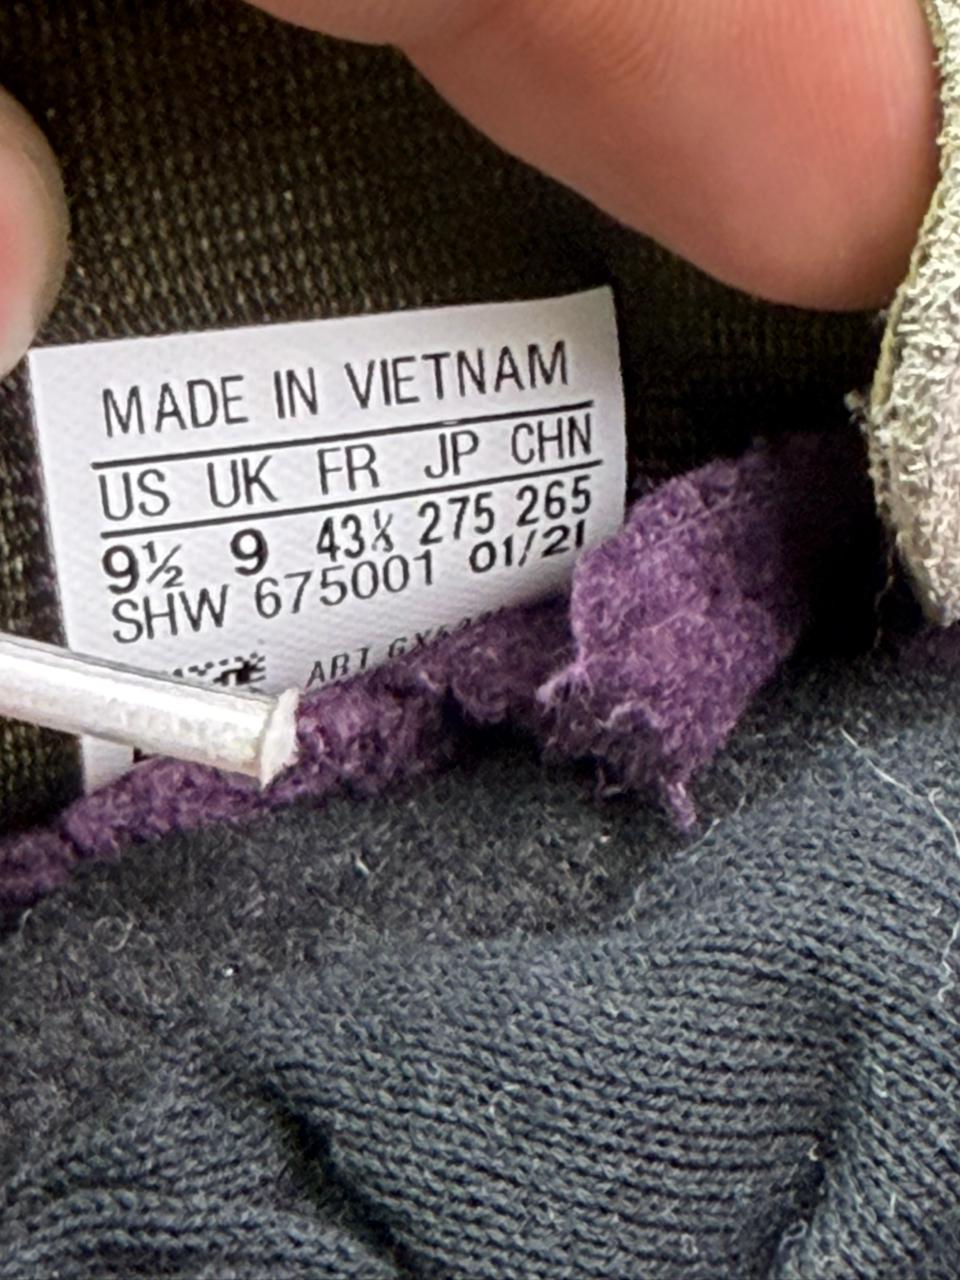 MADE IN VIETNAM
US UK FR JP CHN
9½ 9 43⅓ 275 265
SHW 675001 01/21
ART